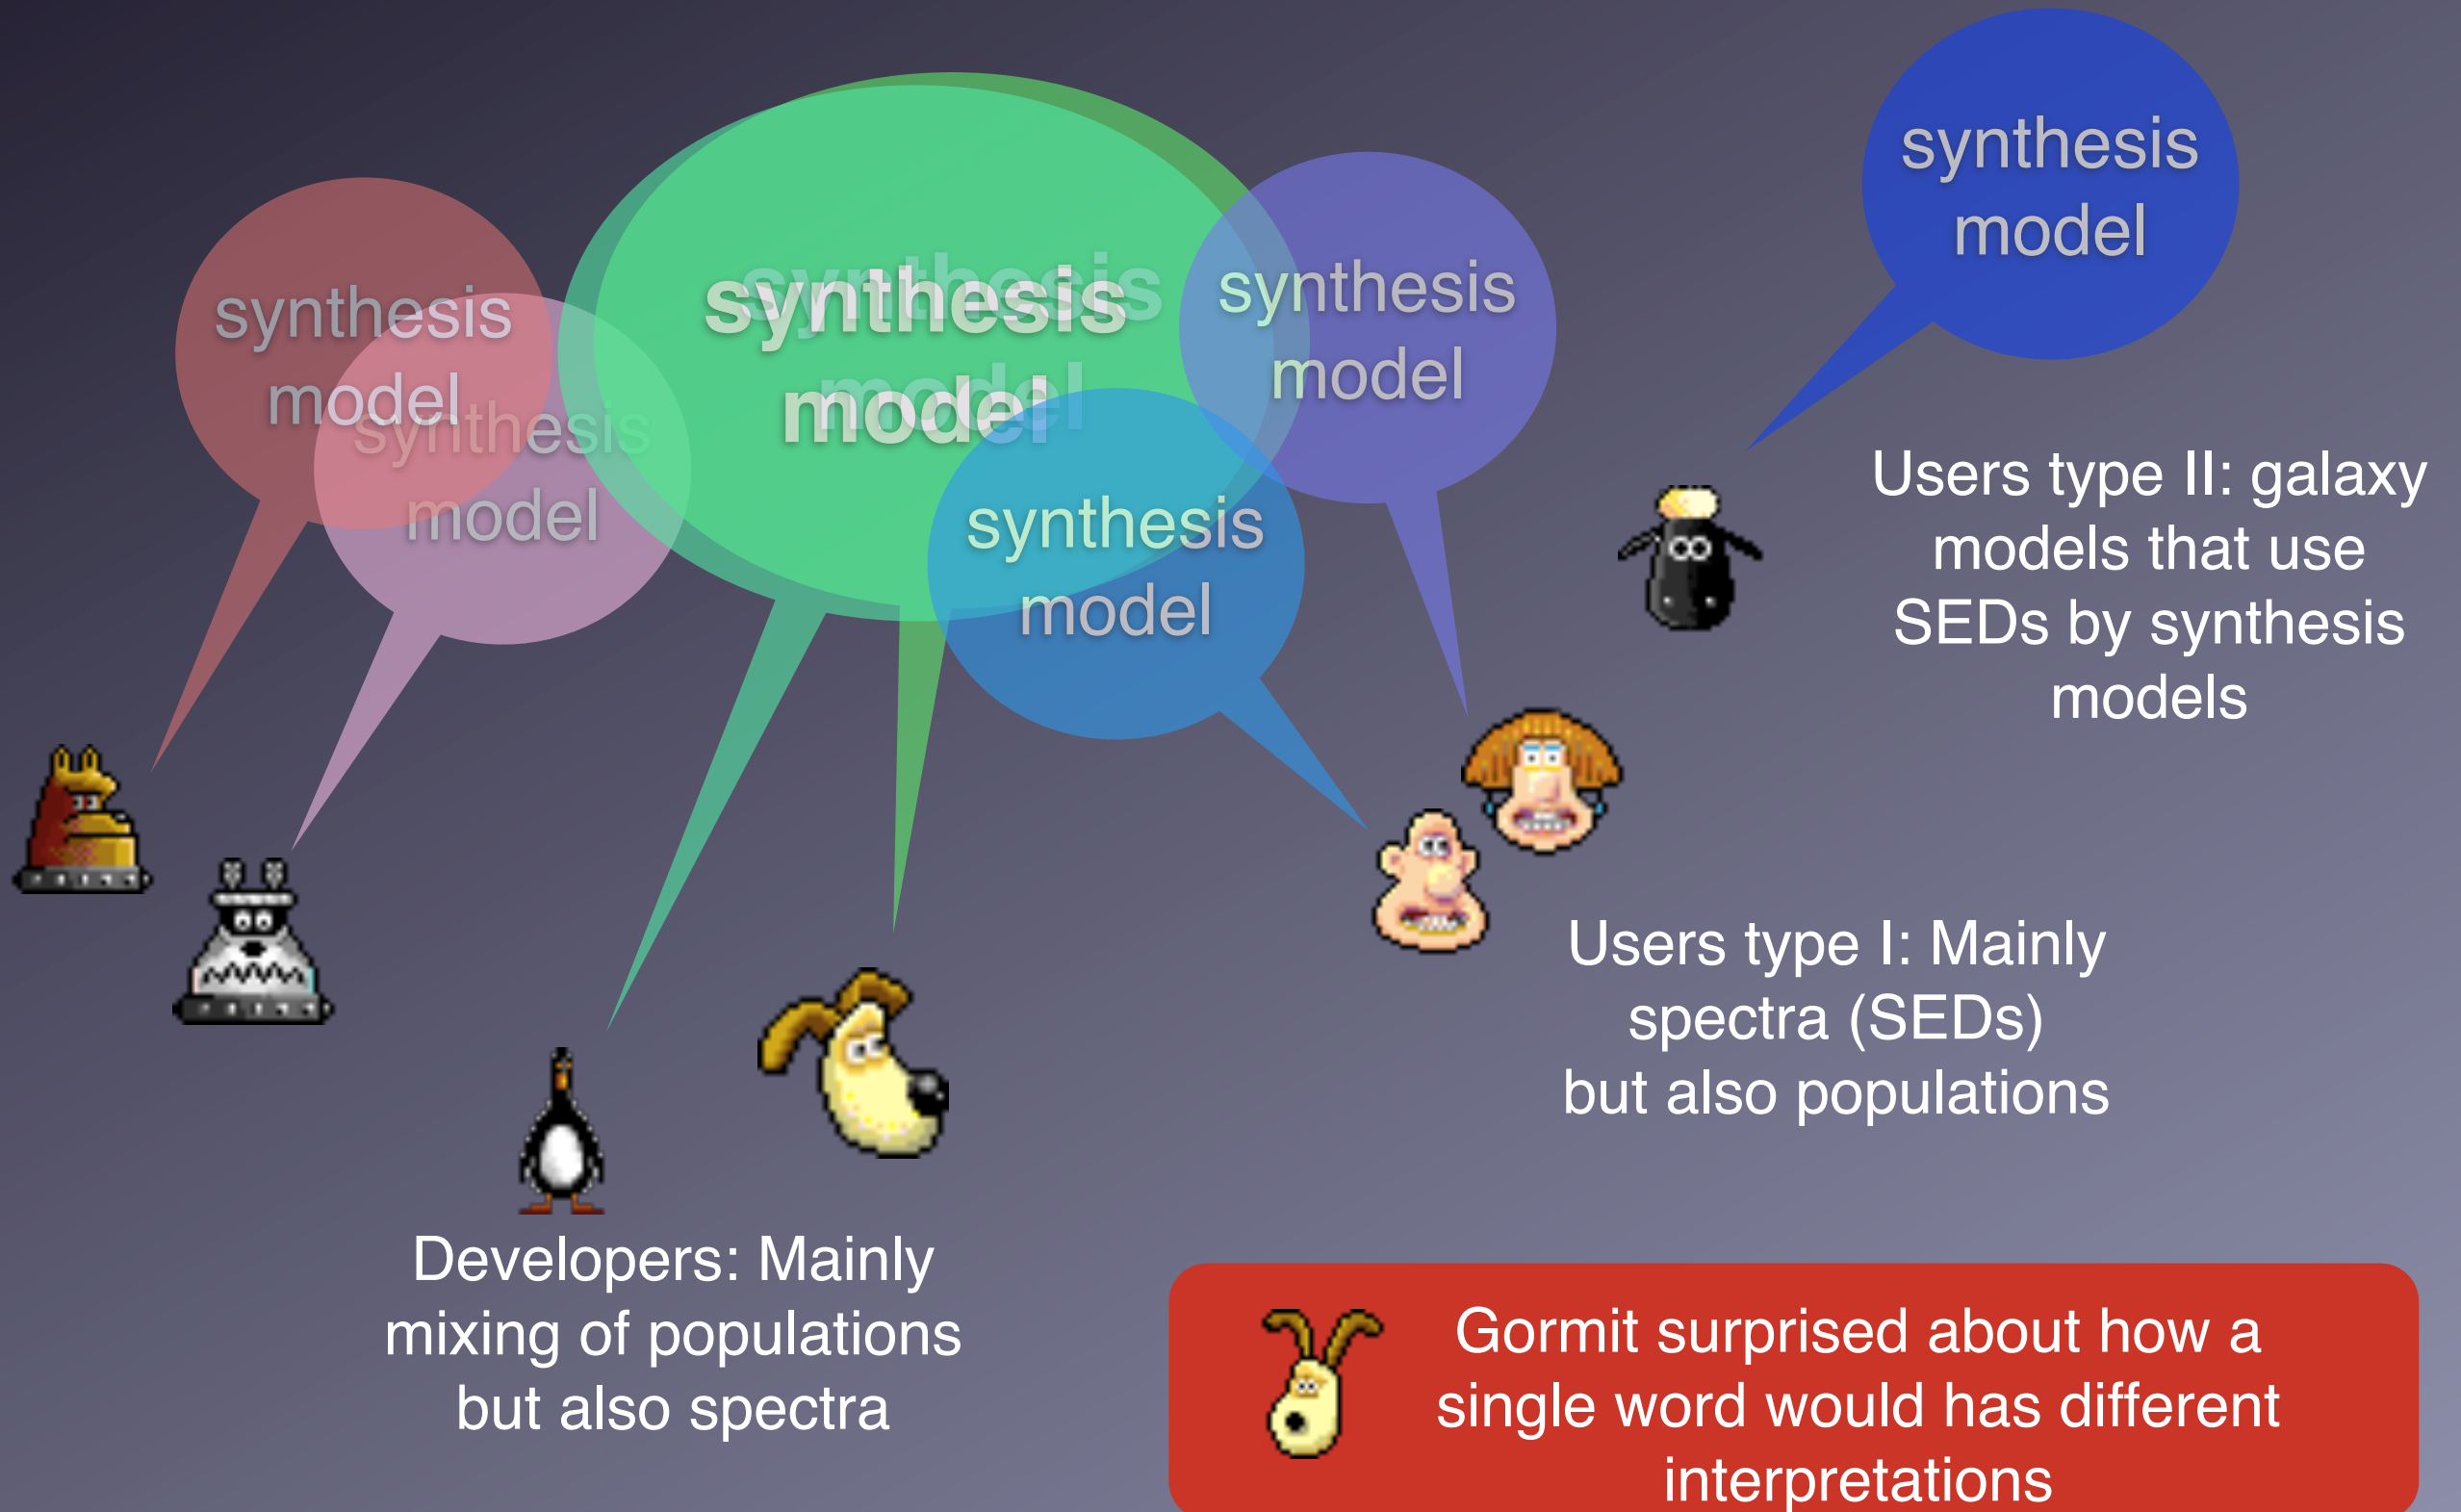 synthesis
model
synthesis
model
synthesis
model
synthesis
model
synthesis
model
synthesis
model
synthesis
model
Users type II: galaxy
models that use
SEDs by synthesis
models
Users type I: Mainly
spectra (SEDs)
but also populations
Developers: Mainly
mixing of populations
but also spectra
Gormit surprised about how a
single word would has different
interpretations